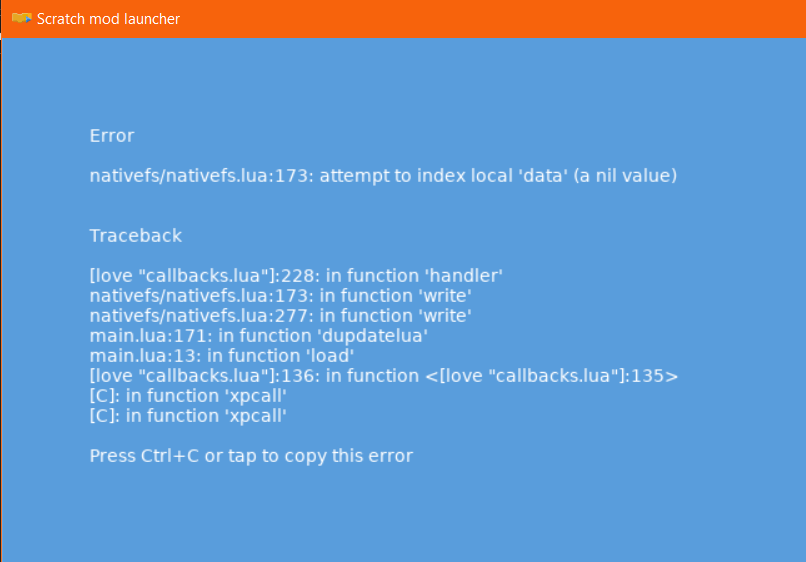 Scratch mod launcher
Error
nativefs/nativefs.lua:173: attempt to index local 'data' (a nil value)
Traceback
[love "callbacks.lua"]:228: in function 'handler'
nativefs/nativefs.lua:173: in function 'write'
nativefs/nativefs.lua:277: in function 'write'
main.lua:171: in function 'dupdatelua'
main.lua:13: in function 'load'
[love "callbacks.lua"]:136: in function <[love "callbacks.lua"]:135>
[C]: in function 'xpcall'
[C]: in function 'xpcall'
Press Ctrl+C or tap to copy this error